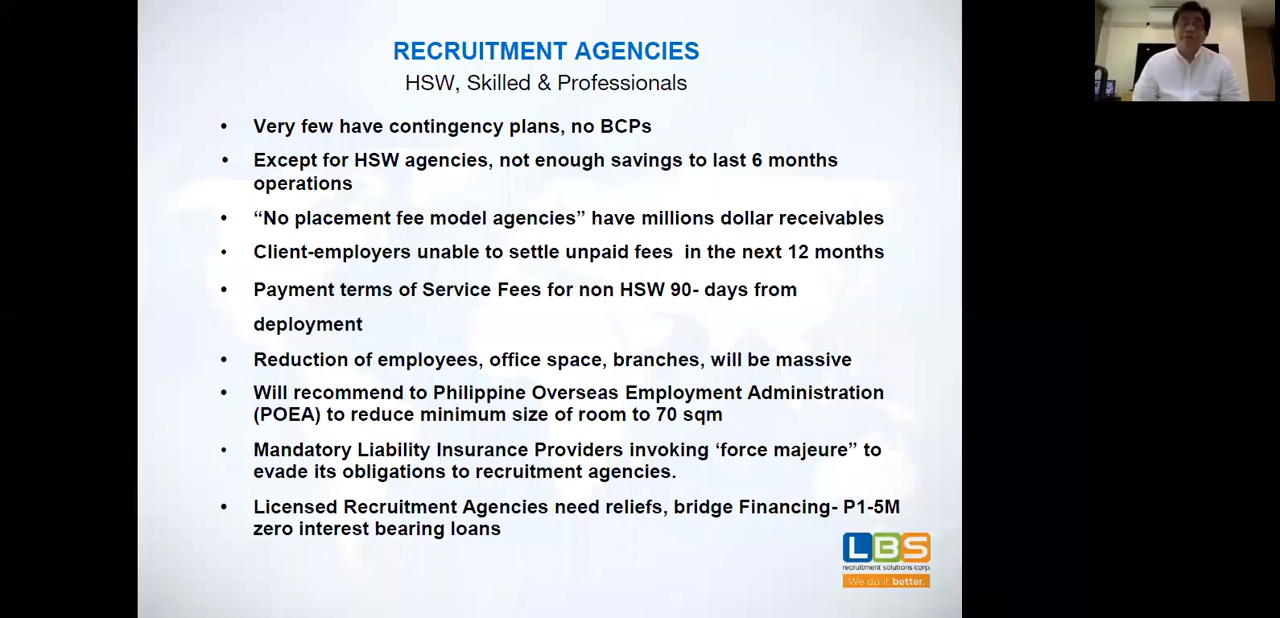 RECRUITMENT AGENCIES
HSW, Skilled & Professionals
• Very few have contingency plans, no BCPs
• Except for HSW agencies, not enough savings to last 6 months
operations
• “No placement fee model agencies” have millions dollar receivables
• Client-employers unable to settle unpaid fees  in the next 12 months
• Payment terms of Service Fees for non HSW 90- days from
deployment
• Reduction of employees, office space, branches, will be massive
• Will recommend to Philippine Overseas Employment Administration
(POEA) to reduce minimum size of room to 70 sqm
• Mandatory Liability Insurance Providers invoking ‘force majeure” to
evade its obligations to recruitment agencies.
• Licensed Recruitment Agencies need reliefs, bridge Financing- P1-5M
zero interest bearing loans
LBS
recruitment solutions corp.
We do it better.